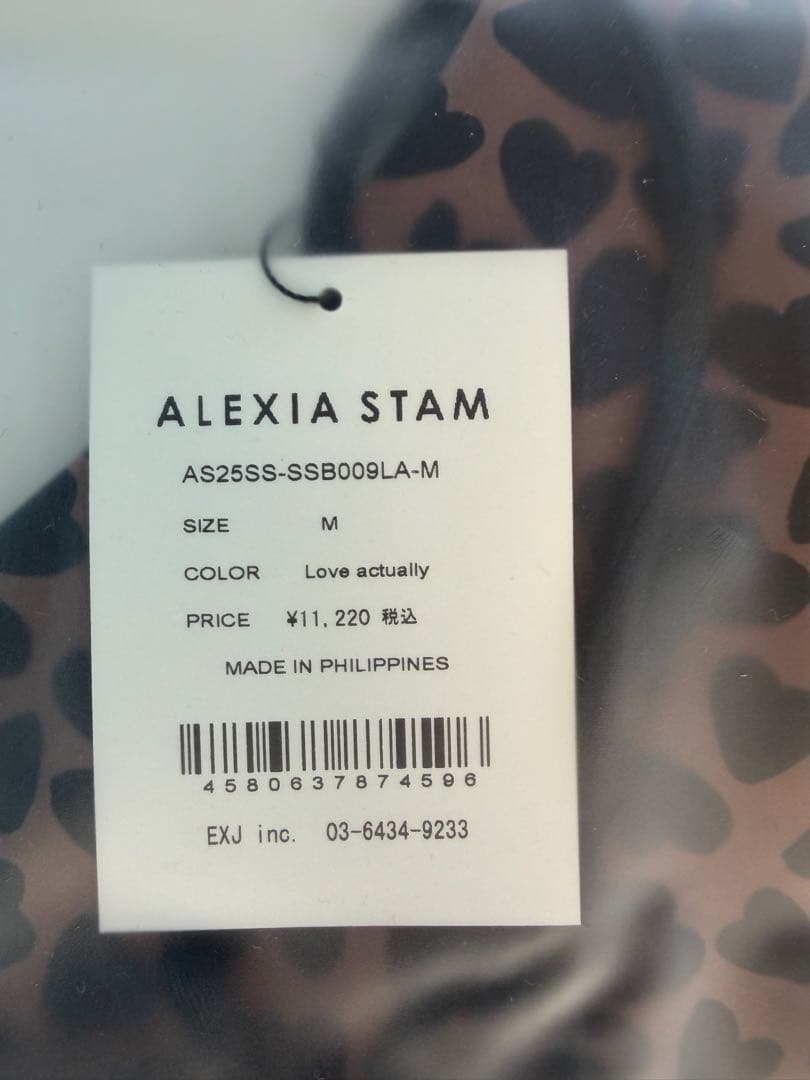 ALEXIA STAM
AS25SS-SSB009LA-M
SIZE M
COLOR Love actually
PRICE ¥11,220 税込
MADE IN PHILIPPINES
4580637874596
EXJ inc. 03-6434-9233